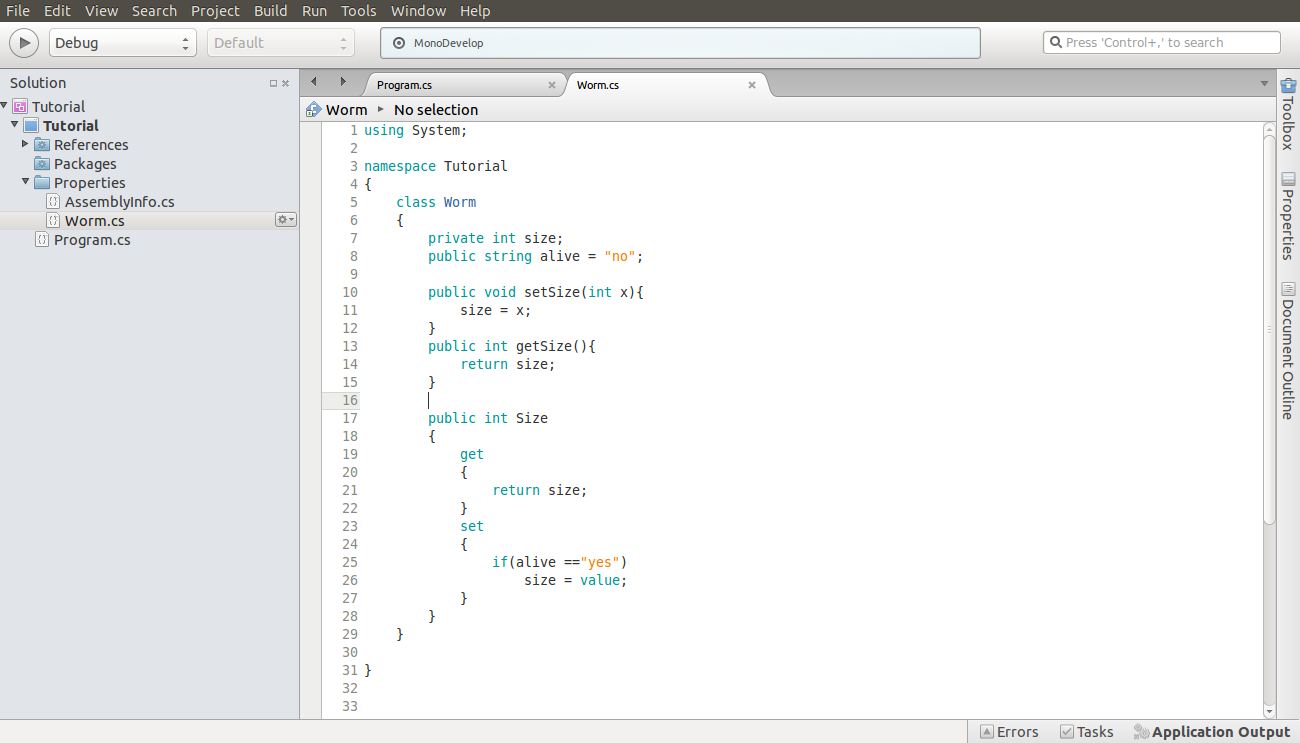 File Edit View Search Project Build Run Tools Window Help
Debug Default MonoDevelop Press 'Control+,' to search
Solution
Tutorial
Tutorial
References
Packages
Properties
AssemblyInfo.cs
Worm.cs
Program.cs
Program.cs Worm.cs
Worm No selection
1 using System;
2
3 namespace Tutorial
4 {
5 class Worm
6 {
7 private int size;
8 public string alive = "no";
9
10 public void setSize(int x){
11 size = x;
12 }
13 public int getSize(){
14 return size;
15 }
16
17 public int Size
18 {
19 get
20 {
21 return size;
22 }
23 set
24 {
25 if(alive =="yes")
26 size = value;
27 }
28 }
29 }
30
31 }
32
33
Toolbox
Properties
Document Outline
Errors Tasks Application Output